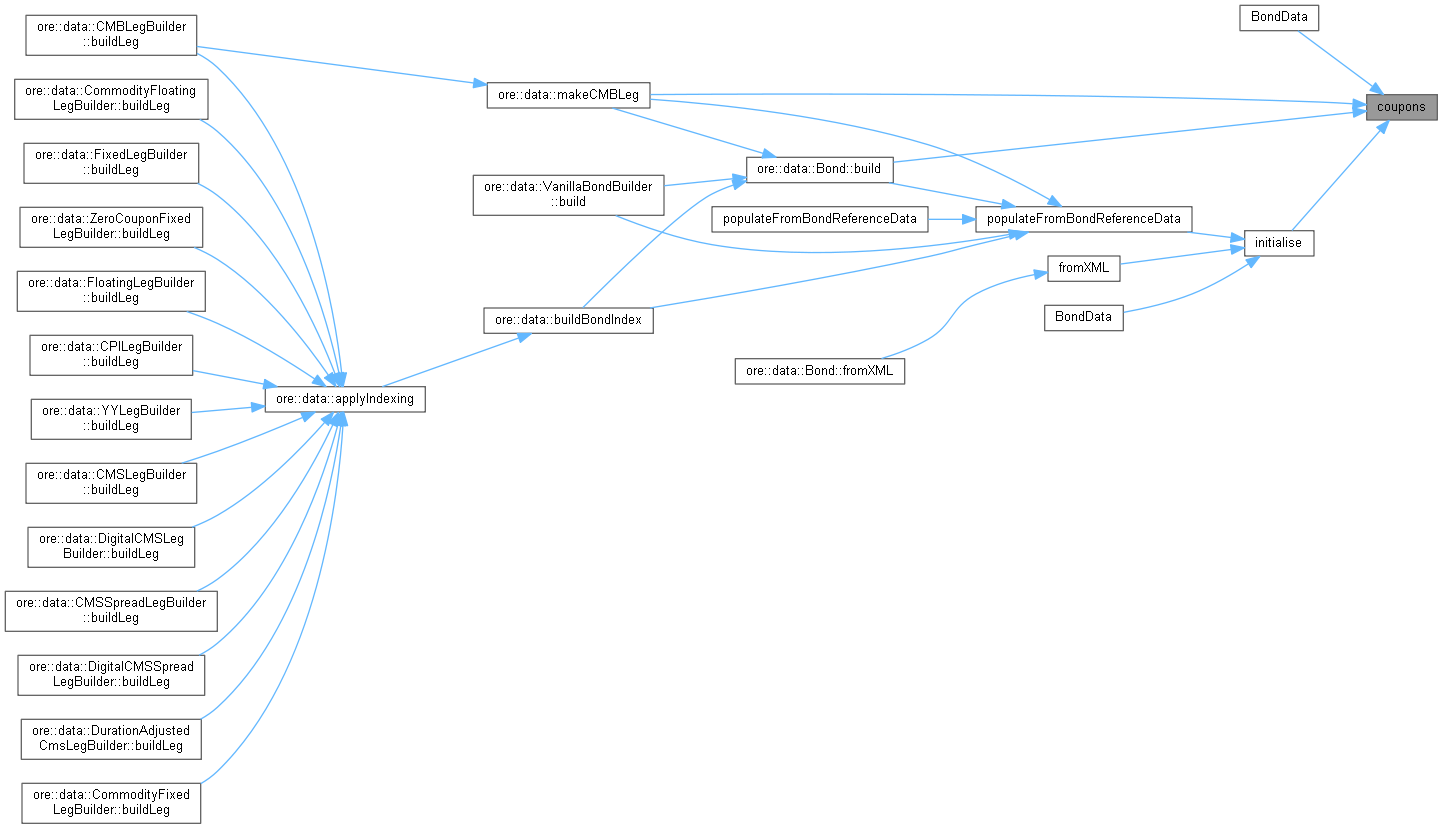 ore::data::CMBLegBuilder
::buildLeg
ore::data::CommodityFloating
LegBuilder::buildLeg
ore::data::FixedLegBuilder
::buildLeg
ore::data::ZeroCouponFixed
LegBuilder::buildLeg
ore::data::FloatingLegBuilder
::buildLeg
ore::data::CPILegBuilder
::buildLeg
ore::data::YYLegBuilder
::buildLeg
ore::data::CMSLegBuilder
::buildLeg
ore::data::DigitalCMSLeg
Builder::buildLeg
ore::data::CMSSpreadLegBuilder
::buildLeg
ore::data::DigitalCMSSpread
LegBuilder::buildLeg
ore::data::DurationAdjusted
CmsLegBuilder::buildLeg
ore::data::CommodityFixed
LegBuilder::buildLeg
ore::data::applyIndexing
ore::data::makeCMBLeg
ore::data::VanillaBondBuilder
::build
ore::data::buildBondIndex
ore::data::Bond::build
populateFromBondReferenceData
ore::data::Bond::fromXML
populateFromBondReferenceData
fromXML
BondData
BondData
initialise
coupons